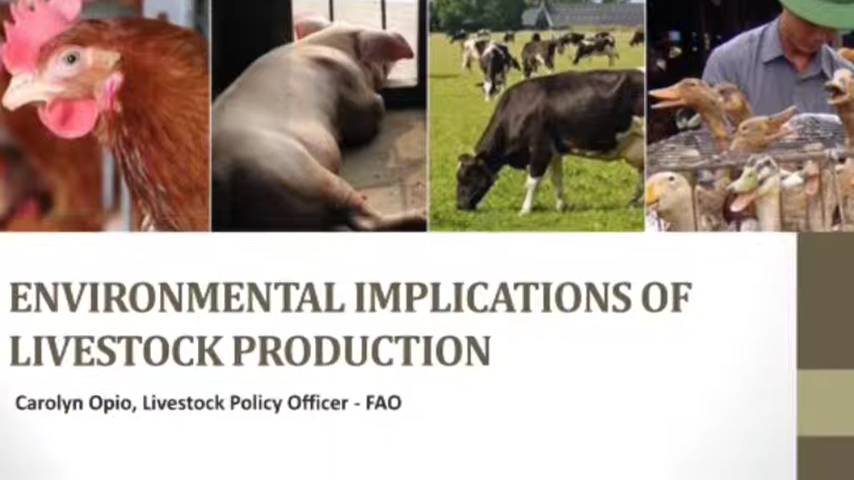 ENVIRONMENTAL IMPLICATIONS OF
LIVESTOCK PRODUCTION
Carolyn Opio, Livestock Policy Officer - FAO